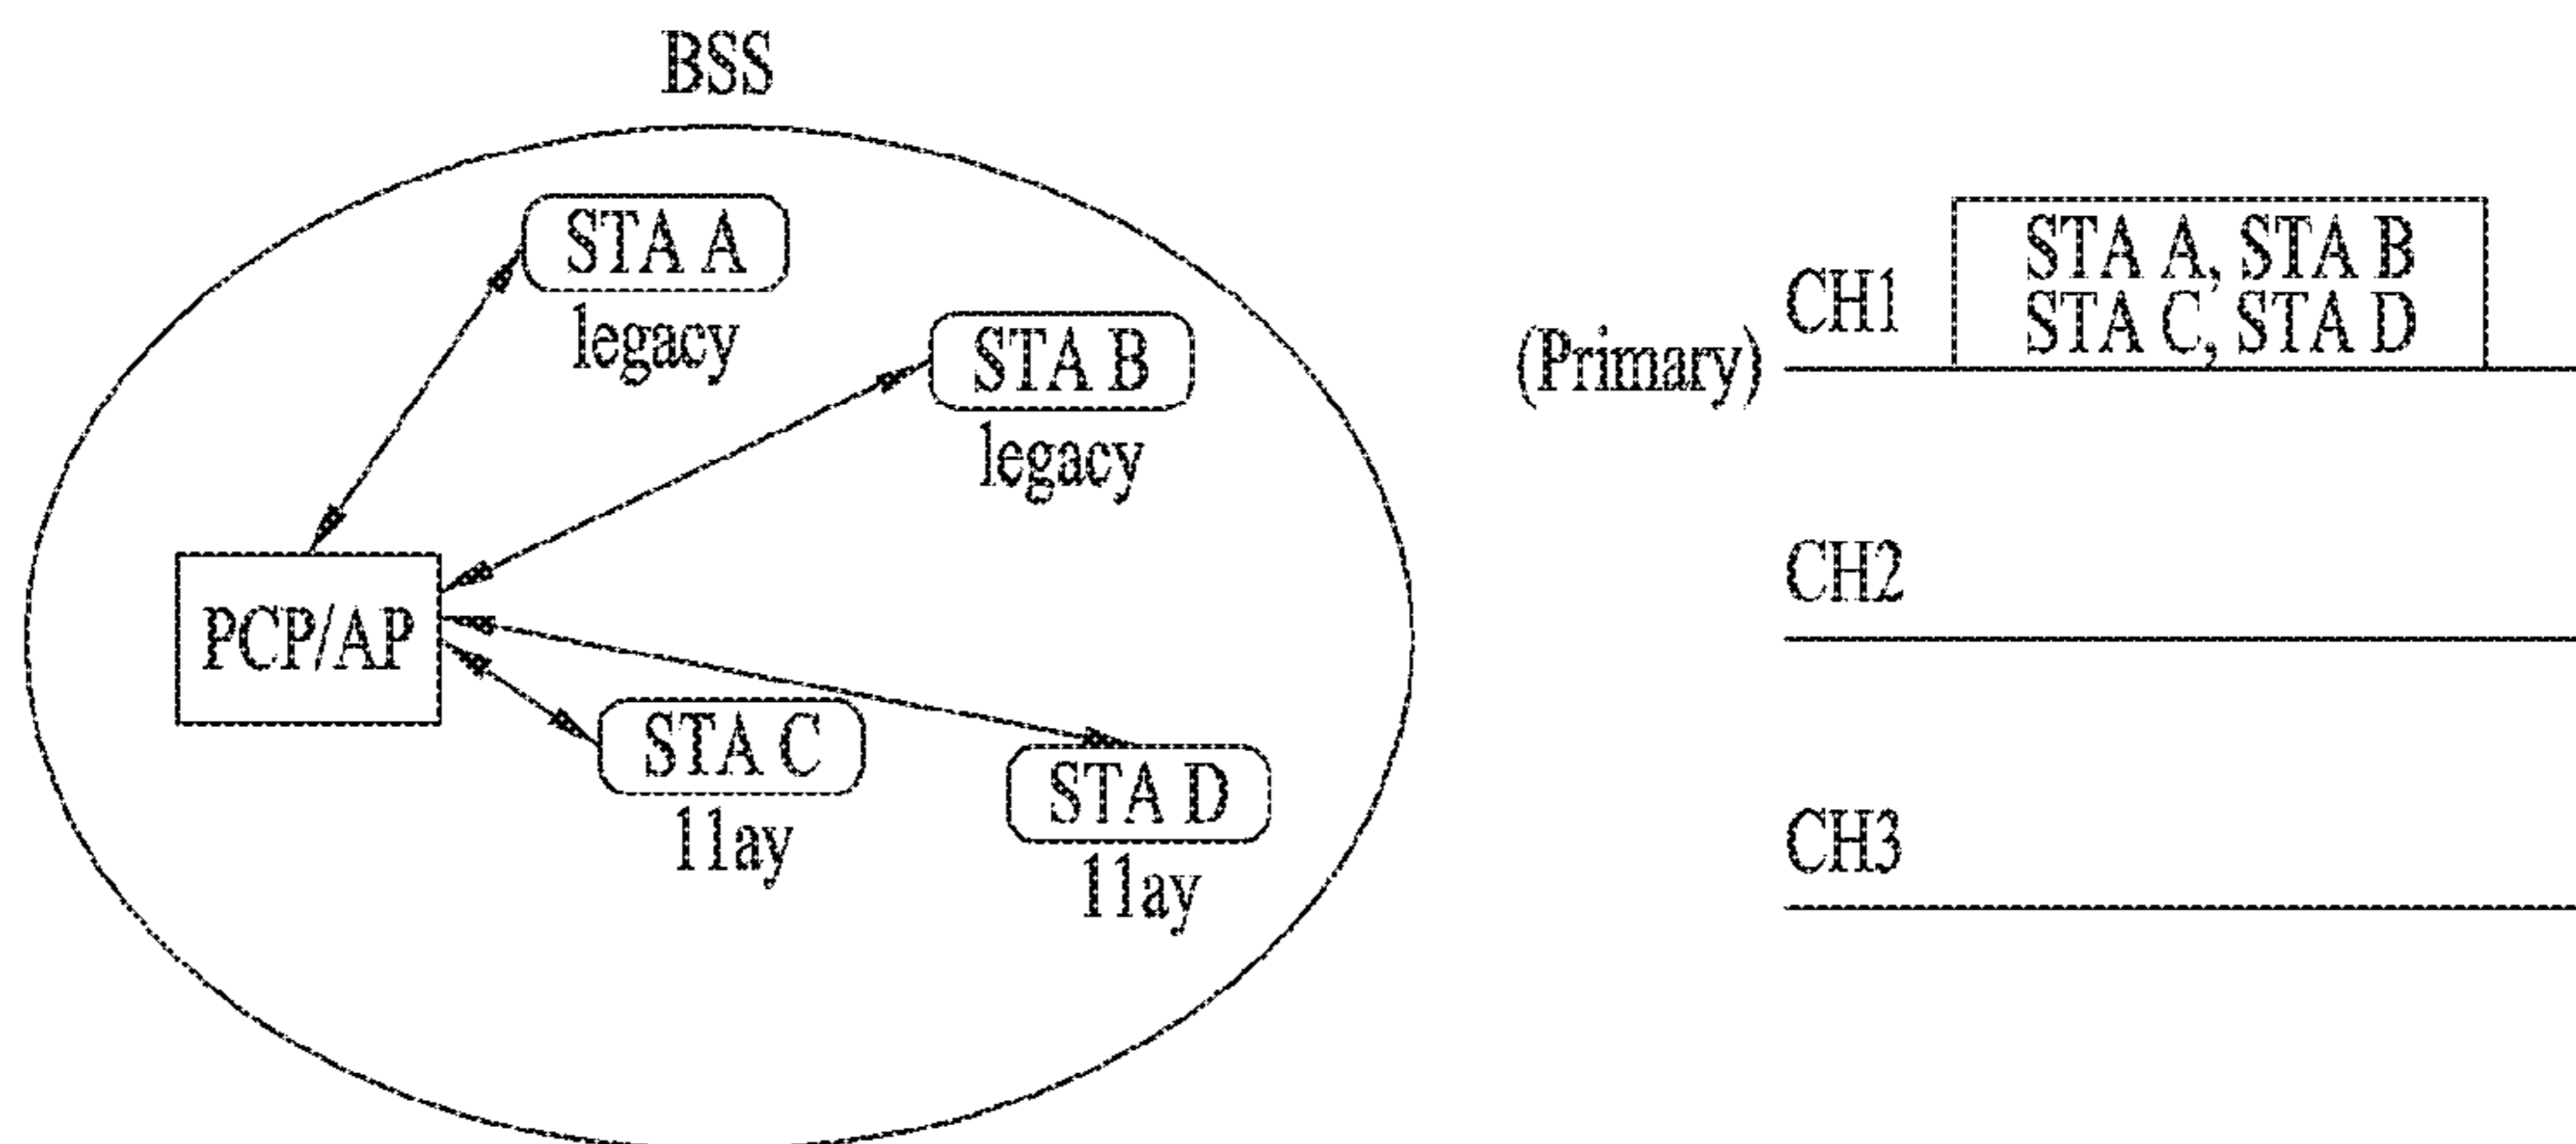 BSS
STA A
legacy
STA B
legacy
PCP/AP
STA C
11ay
STA D
11ay
(Primary)
CH1
STA A, STA B
STA C, STA D
CH2
CH3